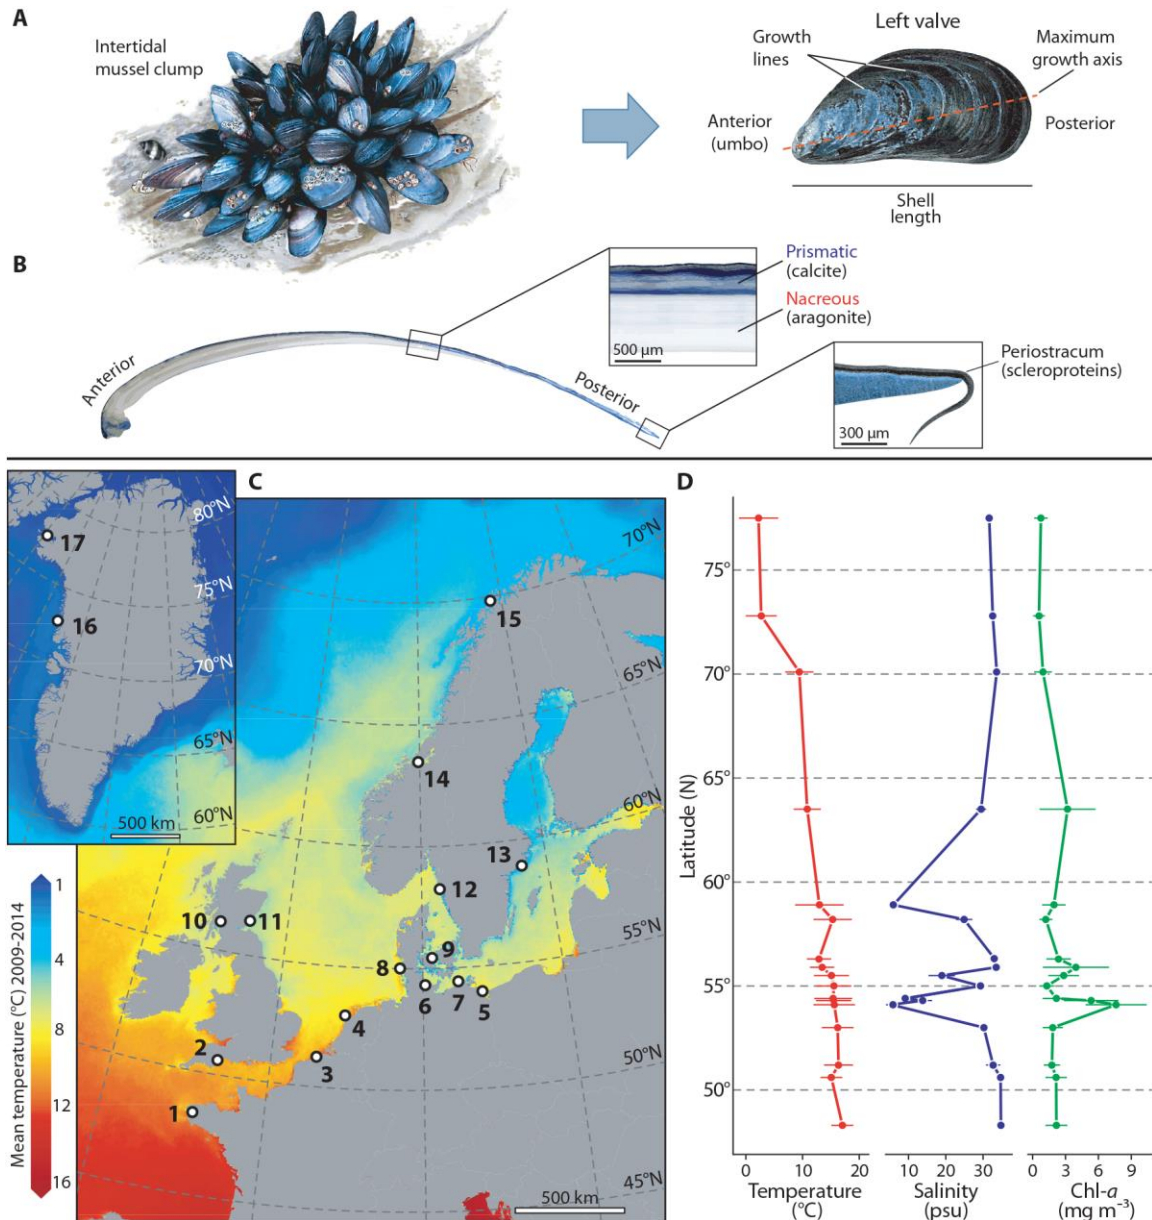 A
Intertidal
mussel clump
Left valve
Growth
lines
Maximum
growth axis
Anterior
(umbo)
Posterior
Shell
length
B
Anterior
Posterior
Prismatic
(calcite)
Nacreous
(aragonite)
500 µm
Periostracum
(scleroproteins)
300 µm
C
17
16
80°N
75°N
70°N
65°N
60°N
500 km
70°N
65°N
60°N
55°N
50°N
45°N
15
14
13
12
10
11
9
8
6
7
5
4
3
2
1
500 km
Mean temperature (°C) 2009-2014
1
4
8
12
16
D
Latitude (N)
75°
70°
65°
60°
55°
50°
0 10 20
Temperature
(°C)
10 30
Salinity
(psu)
0 3 6 9
Chl-a
(mg m⁻³)